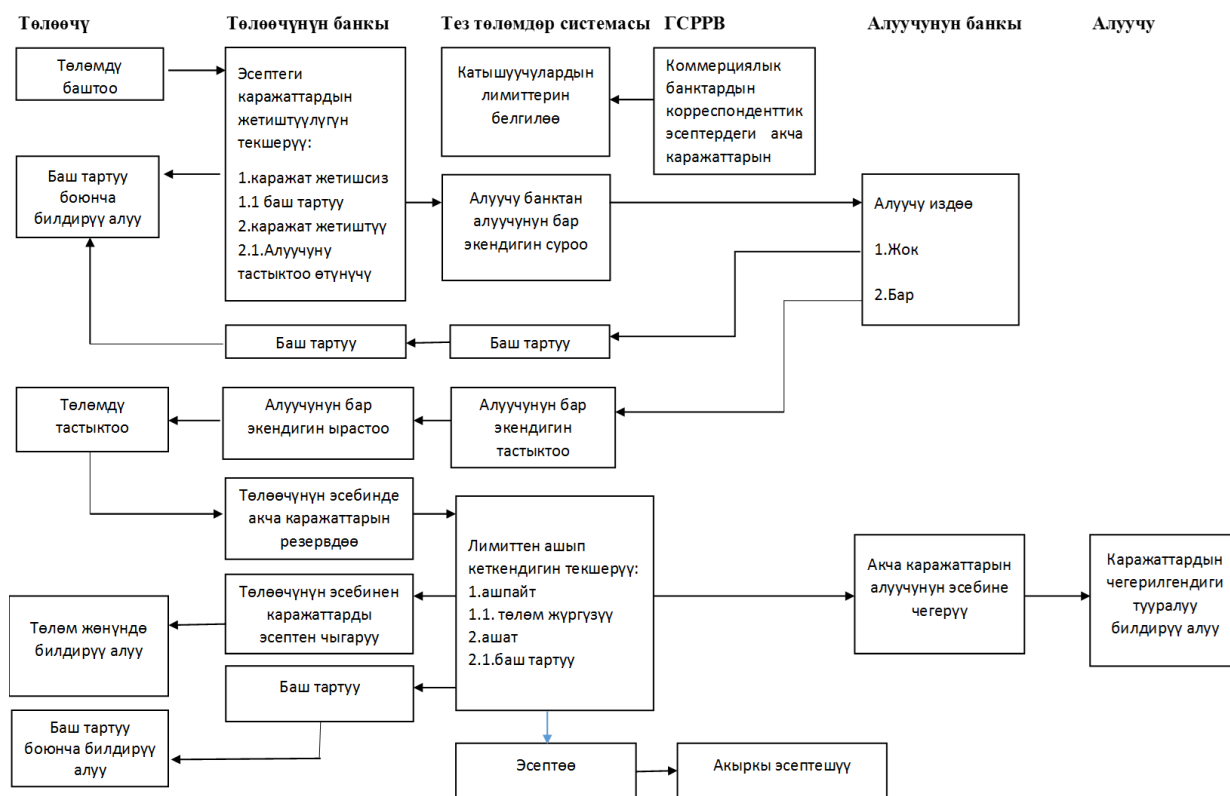 Төлөөчү
Төлөөчүнүн банкы
Тез төлөмдөр системасы
ГСРРВ
Алуучунун банкы
Алуучу
Төлөмдү
баштоо
Эсептеги
каражаттардын
жетиштүүлүгүн
текшерүү:
1.каражат жетишсиз
1.1 баш тартуу
2.каражат жетиштүү
2.1.Алуучуну
тастыктоо өтүнүчү
Катышуучулардын
лимиттерин
белгилөө
Коммерциялык
банктардын
корреспонденттик
эсептердеги акча
каражаттарын
Баш тартуу
боюнча
билдирүү алуу
Алуучу банктан
алуучунун бар
экендигин суроо
Алуучу издөө
1.Жок
2.Бар
Баш тартуу
Баш тартуу
Төлөмдү
тастыктоо
Алуучунун бар
экендигин ырастоо
Алуучунун бар
экендигин
тастыктоо
Төлөөчүнүн эсебинде
акча каражаттарын
резервдөө
Лимиттен ашып
кеткендигин текшерүү:
1.ашпайт
1.1. төлөм жүргүзүү
2.ашат
2.1.баш тартуу
Акча каражаттарын
алуучунун эсебине
чегерүү
Каражаттардын
чегерилгендиги
тууралуу
билдирүү алуу
Төлөөчүнүн эсебинен
каражаттарды
эсептен чыгаруу
Төлөм жөнүндө
билдирүү алуу
Баш тартуу
Баш тартуу
боюнча билдирүү
алуу
Эсептөө
Акыркы эсептешүү